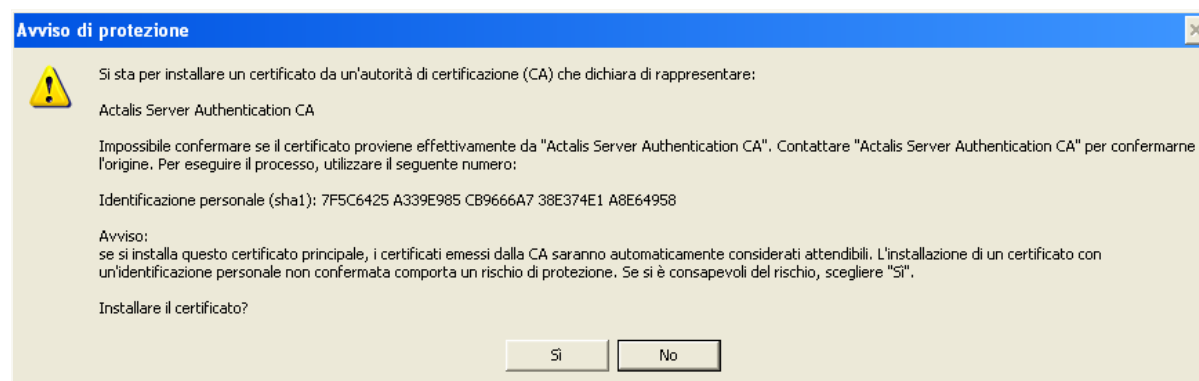 Avviso di protezione
Si sta per installare un certificato da un'autorità di certificazione (CA) che dichiara di rappresentare:
Actalis Server Authentication CA
Impossibile confermare se il certificato proviene effettivamente da "Actalis Server Authentication CA". Contattare "Actalis Server Authentication CA" per confermarne
l'origine. Per eseguire il processo, utilizzare il seguente numero:
Identificazione personale (sha1): 7F5C6425 A339E985 CB9666A7 38E374E1 A8E64958
Avviso:
se si installa questo certificato principale, i certificati emessi dalla CA saranno automaticamente considerati attendibili. L'installazione di un certificato con
un'identificazione personale non confermata comporta un rischio di protezione. Se si è consapevoli del rischio, scegliere "Sì".
Installare il certificato?
Sì
No